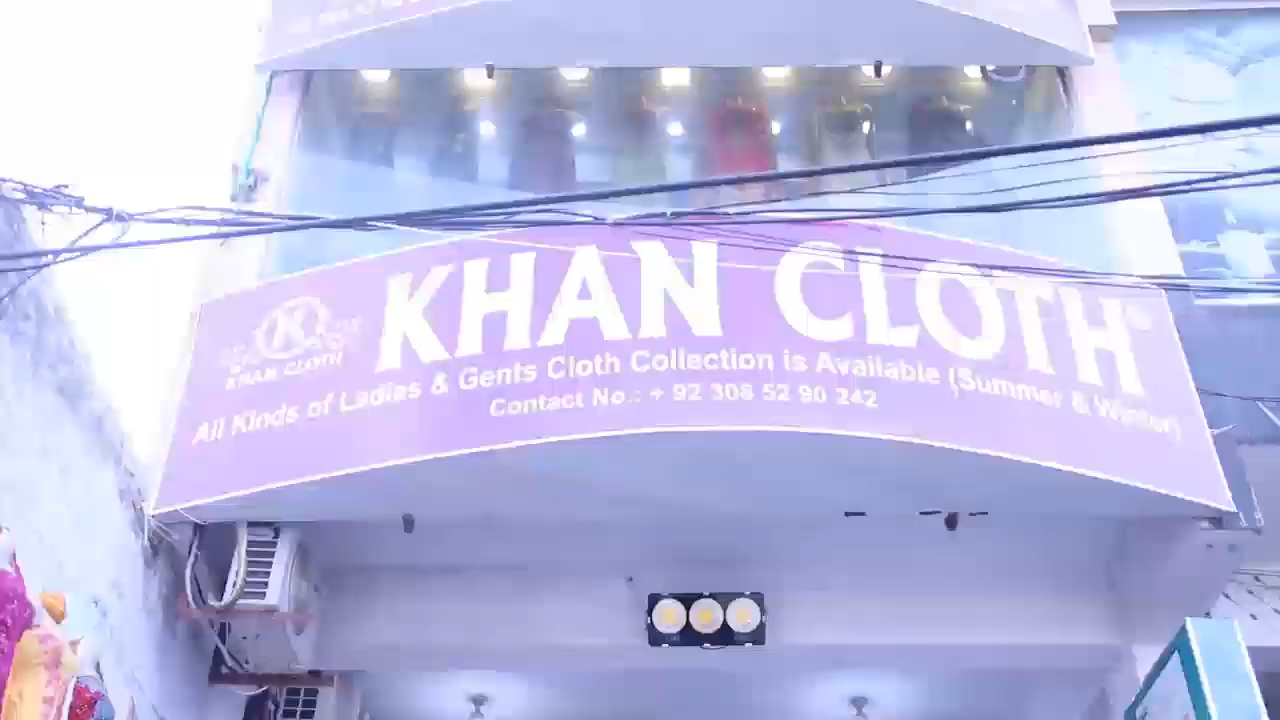 KHAN CLOTH®
K
KHAN CLOTH
All Kinds of Ladies & Gents Cloth Collection is Available (Summer & Winter)
Contact No.: + 92 308 52 90 242